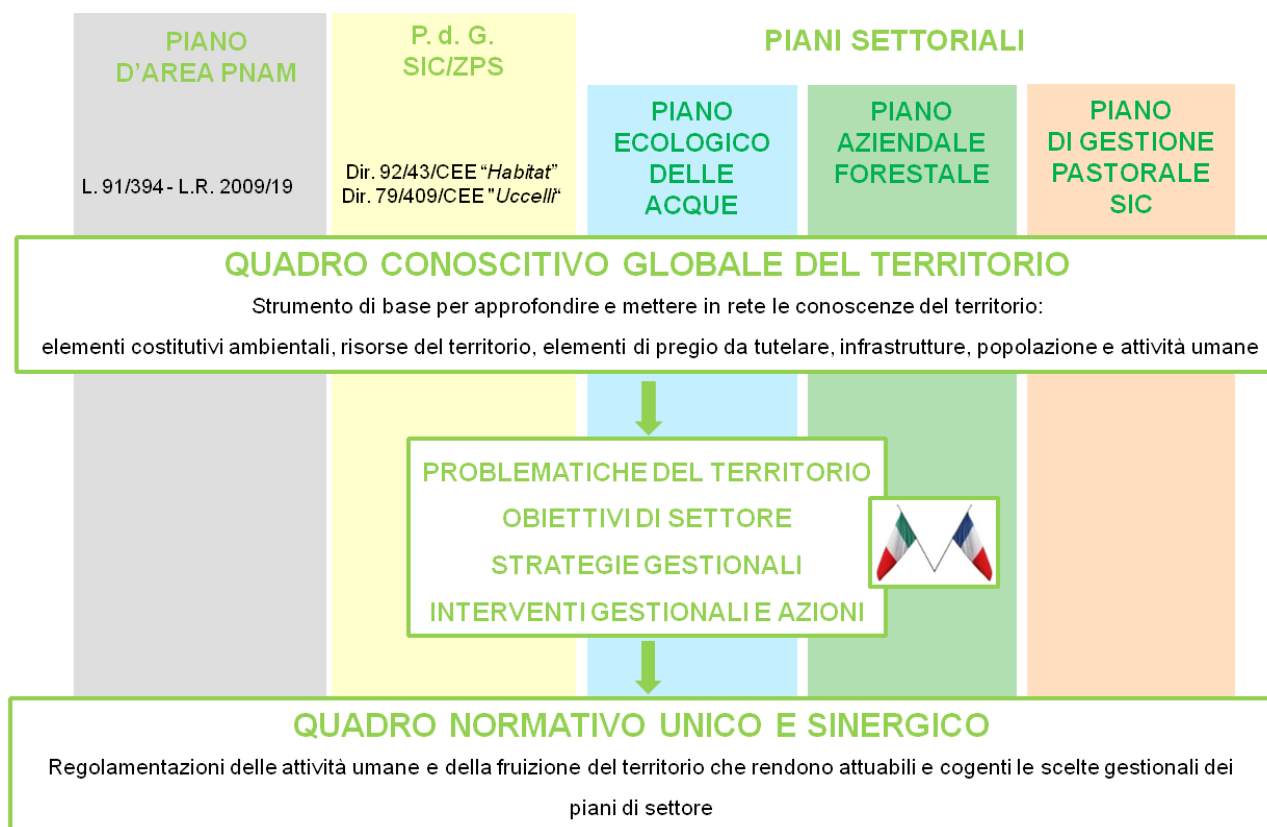 PIANO
D'AREA PNAM
L. 91/394 - L.R. 2009/19
P. d. G.
SIC/ZPS
Dir. 92/43/CEE “Habitat”
Dir. 79/409/CEE "Uccelli“
PIANI SETTORIALI
PIANO
ECOLOGICO
DELLE
ACQUE
PIANO
AZIENDALE
FORESTALE
PIANO
DI GESTIONE
PASTORALE
SIC
QUADRO CONOSCITIVO GLOBALE DEL TERRITORIO
Strumento di base per approfondire e mettere in rete le conoscenze del territorio:
elementi costitutivi ambientali, risorse del territorio, elementi di pregio da tutelare, infrastrutture, popolazione e attività umane
PROBLEMATICHE DEL TERRITORIO
OBIETTIVI DI SETTORE
STRATEGIE GESTIONALI
INTERVENTI GESTIONALI E AZIONI
QUADRO NORMATIVO UNICO E SINERGICO
Regolamentazioni delle attività umane e della fruizione del territorio che rendono attuabili e cogenti le scelte gestionali dei
piani di settore